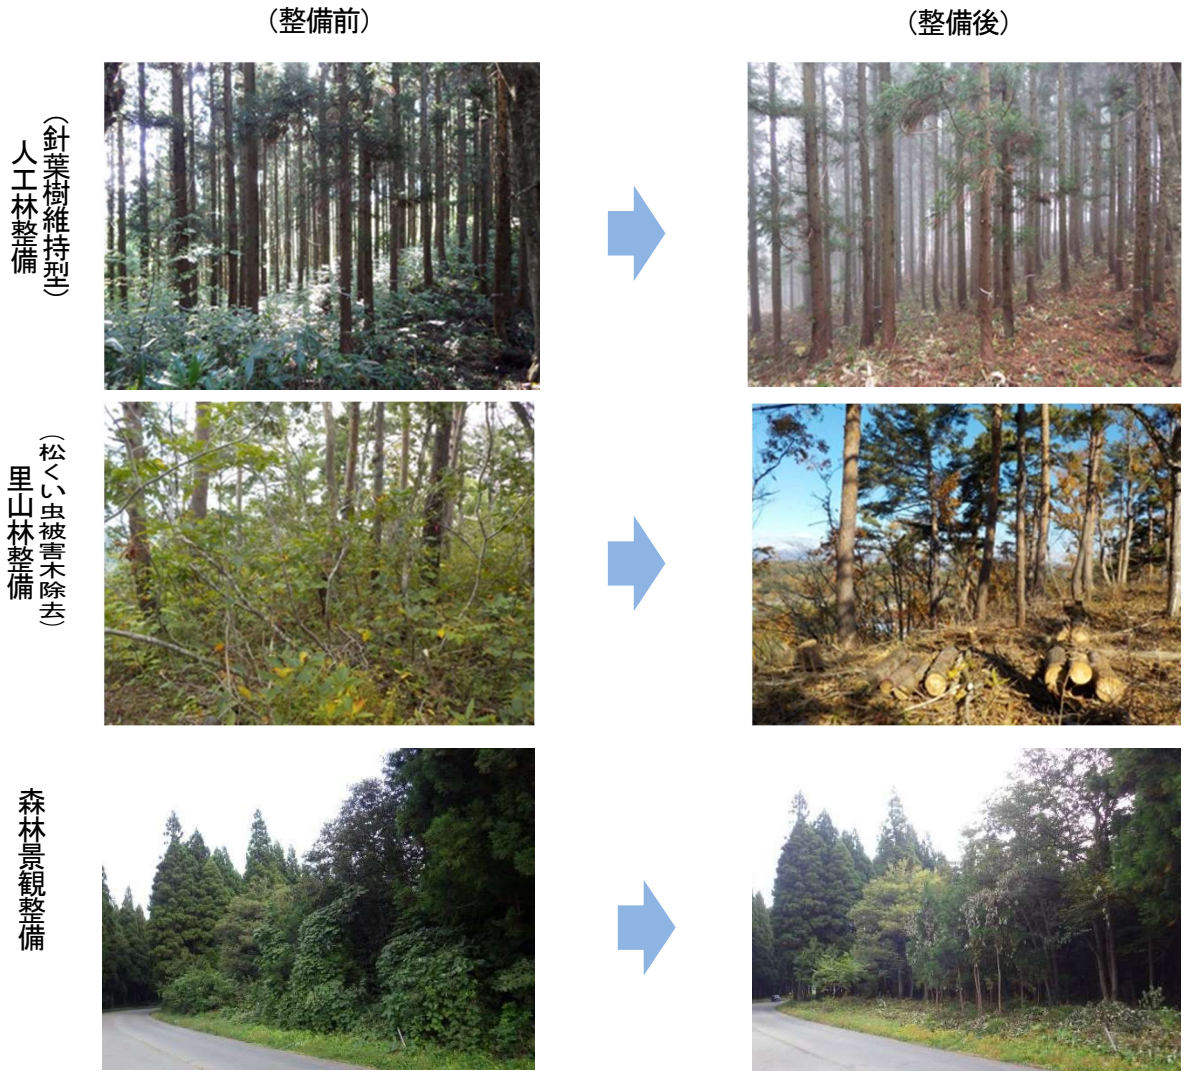 （整備前）
（整備後）
人工林整備
（針葉樹維持型）
里山林整備
（松くい虫被害木除去）
森林景観整備